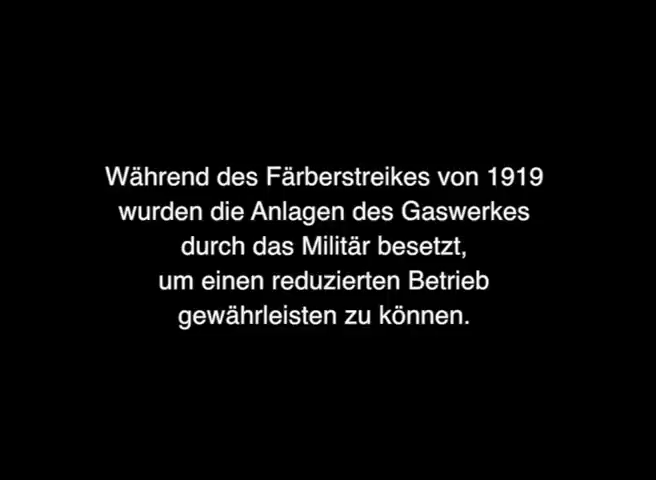 Während des Färberstreikes von 1919
wurden die Anlagen des Gaswerkes
durch das Militär besetzt,
um einen reduzierten Betrieb
gewährleisten zu können.